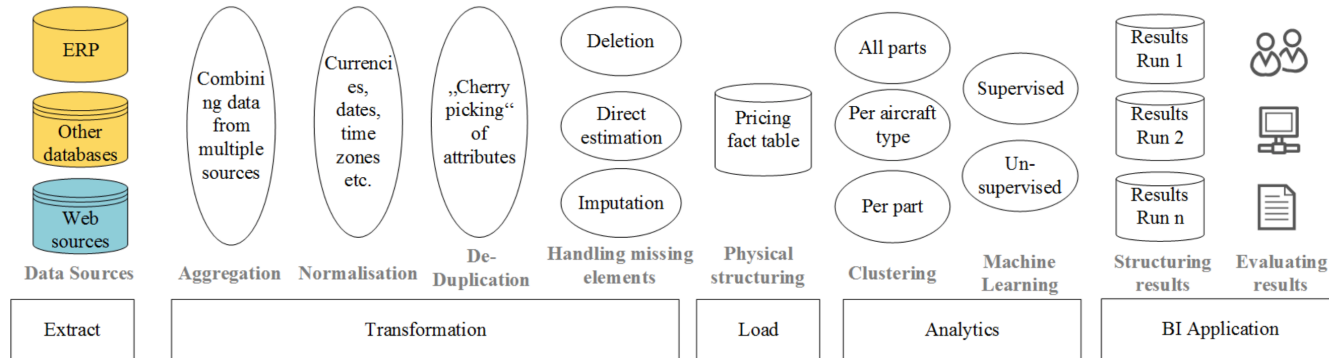 ERP
Other
databases
Web
sources
Data Sources
Combini
ng data
from
multiple
sources
Aggregation
Currenci
es,
dates,
time
zones
etc.
Normalisation
„Cherry
picking“ of
attributes
De-
Duplication
Deletion
Direct
estimation
Imputation
Handling missing
elements
Pricing
fact table
Physical
structuring
All parts
Per aircraft
type
Per part
Clustering
Supervised
Un-
supervised
Machine
Learning
Results
Run 1
Results
Run 2
Results
Run n
Structuring
results
Evaluating
results
Extract
Transformation
Load
Analytics
BI Application